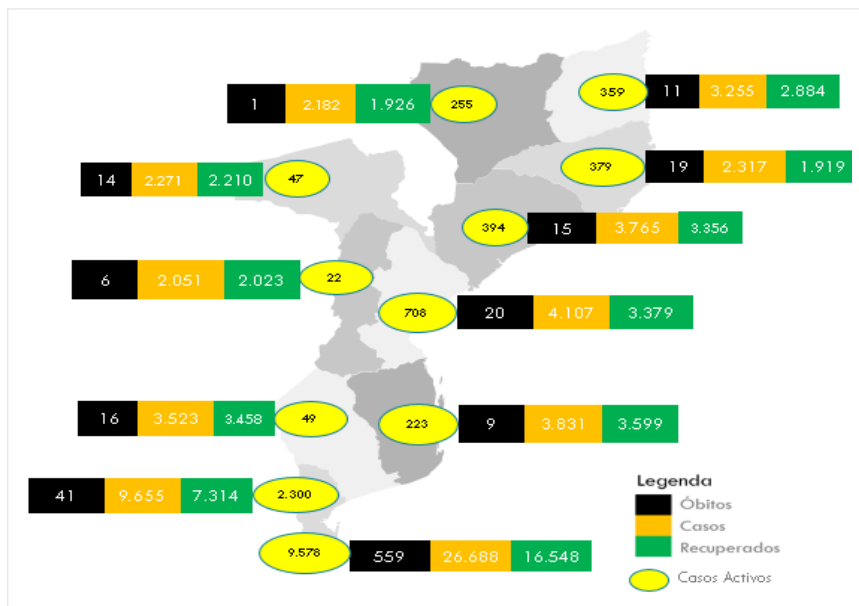 1 2.182 1.926 255
359 11 3.255 2.884
14 2.271 2.210 47
379 19 2.317 1.919
394 15 3.765 3.356
6 2.051 2.023 22
708 20 4.107 3.379
16 3.523 3.458 49
223 9 3.831 3.599
41 9.655 7.314 2.300
9.578 559 26.688 16.548
Legenda
Óbitos
Casos
Recuperados
Casos Activos